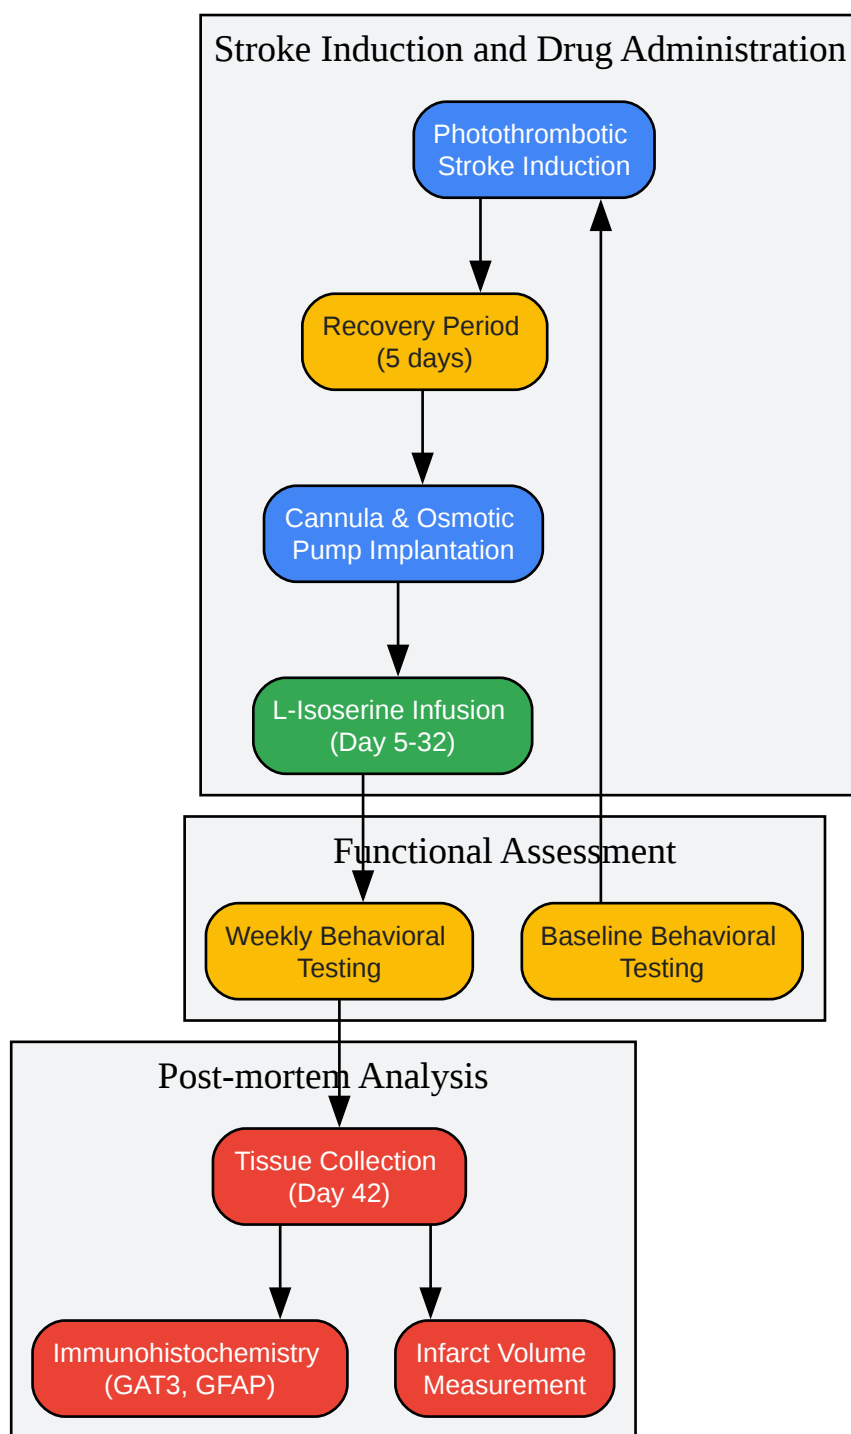 Stroke Induction and Drug Administration
Photothrombotic
Stroke Induction
Recovery Period
(5 days)
Cannula & Osmotic
Pump Implantation
L-Isoserine Infusion
(Day 5-32)
Functional Assessment
Weekly Behavioral
Testing
Baseline Behavioral
Testing
Post-mortem Analysis
Tissue Collection
(Day 42)
Immunohistochemistry
(GAT3, GFAP)
Infarct Volume
Measurement